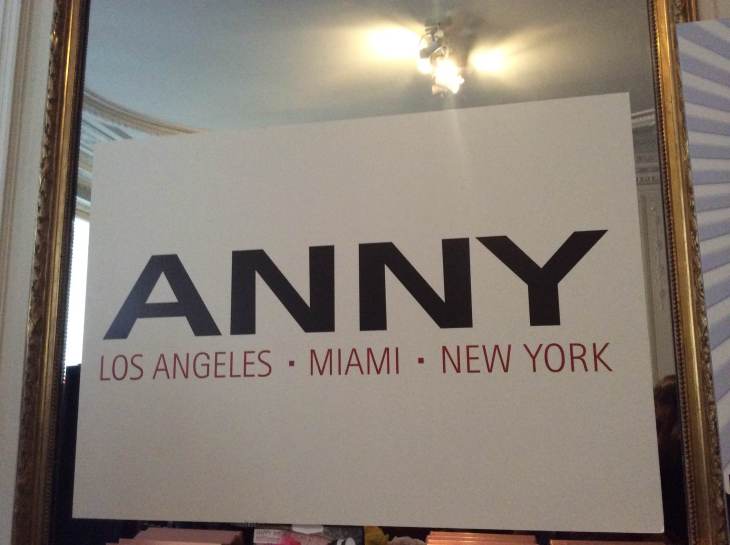 ANNY
LOS ANGELES · MIAMI · NEW YORK